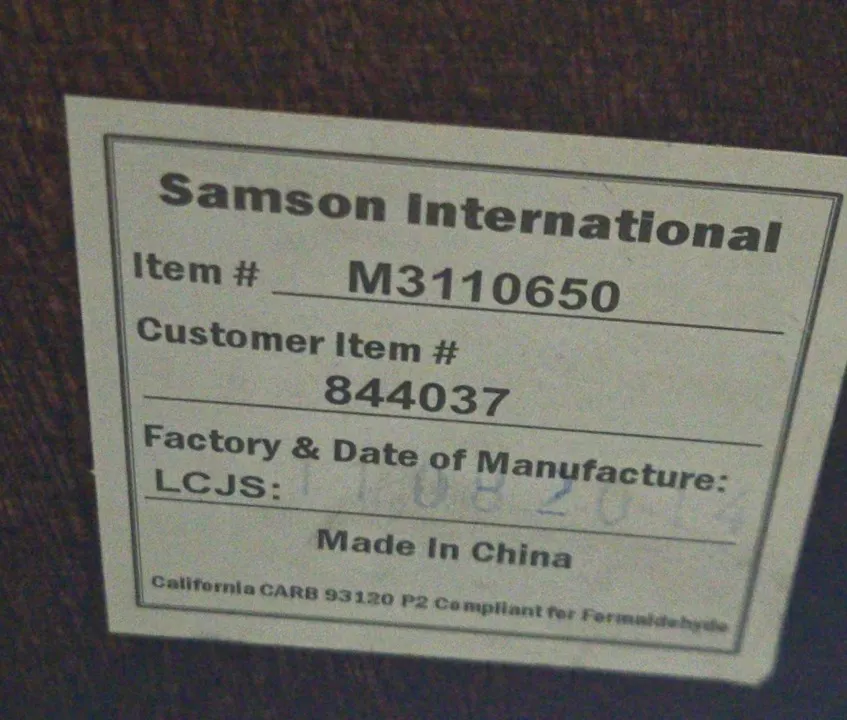 Samson International
Item # M3110650
Customer Item #
844037
Factory & Date of Manufacture:
LCJS: 11082014
Made In China
California CARB 93120 P2 Compliant for Formaldehyde